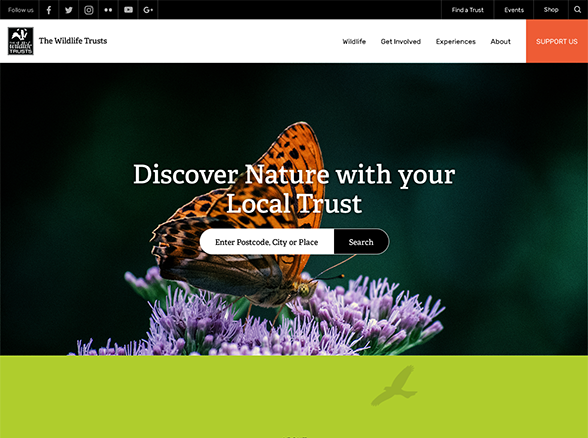 Follow us
Find a Trust
Events
Shop
wildlife
TRUSTS
The Wildlife Trusts
Wildlife
Get Involved
Experiences
About
SUPPORT US
Discover Nature with your
Local Trust
Enter Postcode, City or Place
Search